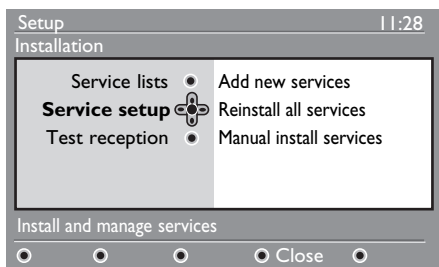 Setup 11:28
Installation
Service lists Add new services
Service setup Reinstall all services
Test reception Manual install services
Install and manage services
Close